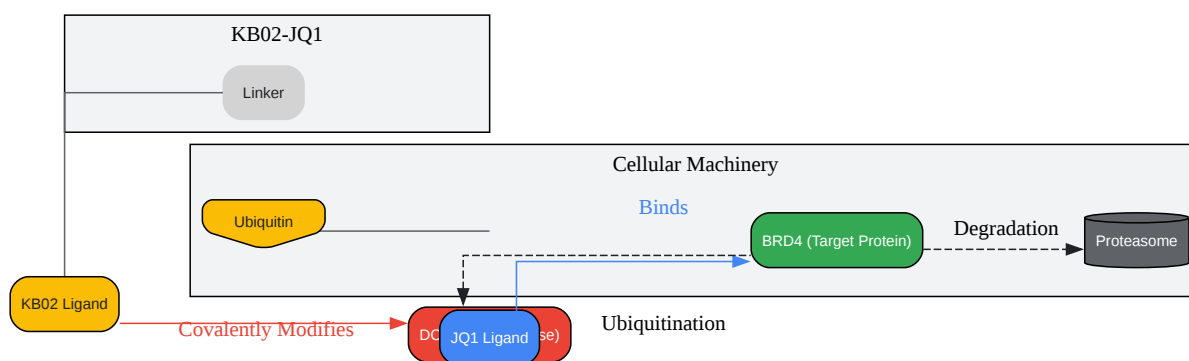 KB02-JQ1
Linker
Cellular Machinery
Ubiquitin
Binds
BRD4 (Target Protein)
Degradation
Proteasome
KB02 Ligand
Covalently Modifies
JQ1 Ligand
Ubiquitination